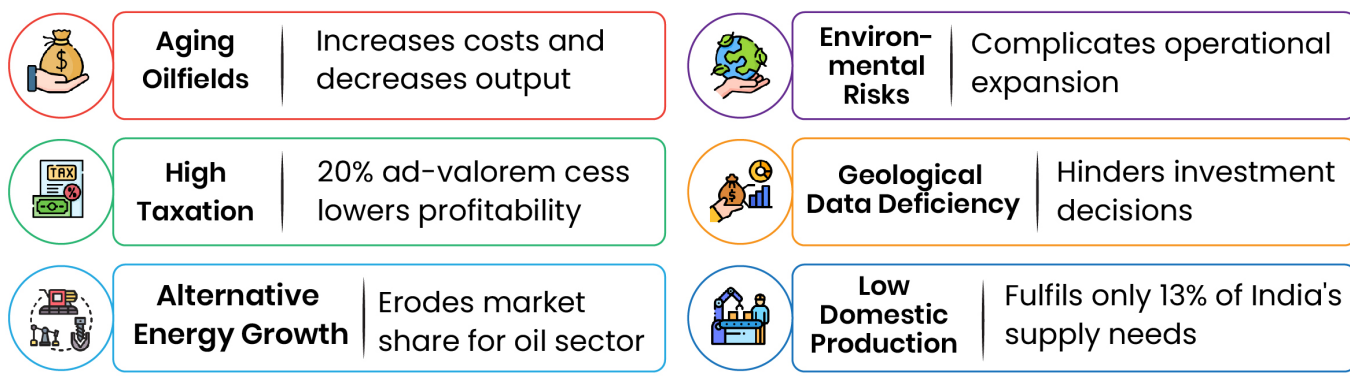 Aging
Oilfields
Increases costs and
decreases output
Environ-
mental
Risks
Complicates operational
expansion
TAX
%
High
Taxation
20% ad-valorem cess
lowers profitability
$
Geological
Data Deficiency
Hinders investment
decisions
Alternative
Energy Growth
Erodes market
share for oil sector
Low
Domestic
Production
Fulfils only 13% of India's
supply needs